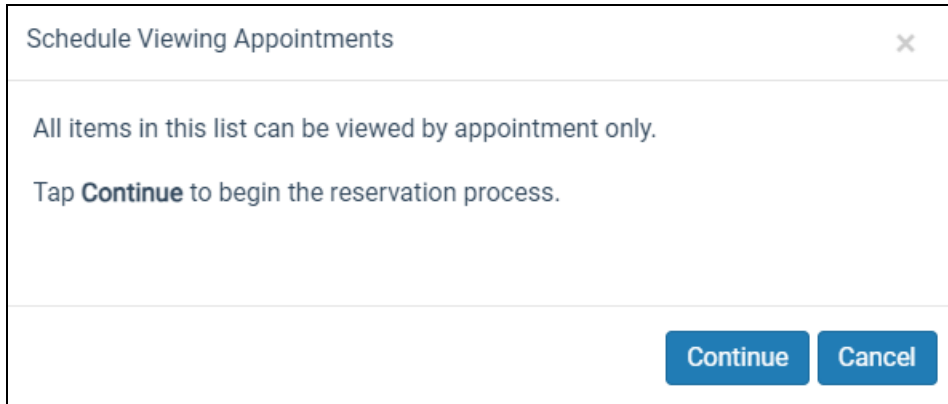 Schedule Viewing Appointments
×
All items in this list can be viewed by appointment only.
Tap Continue to begin the reservation process.
Continue
Cancel